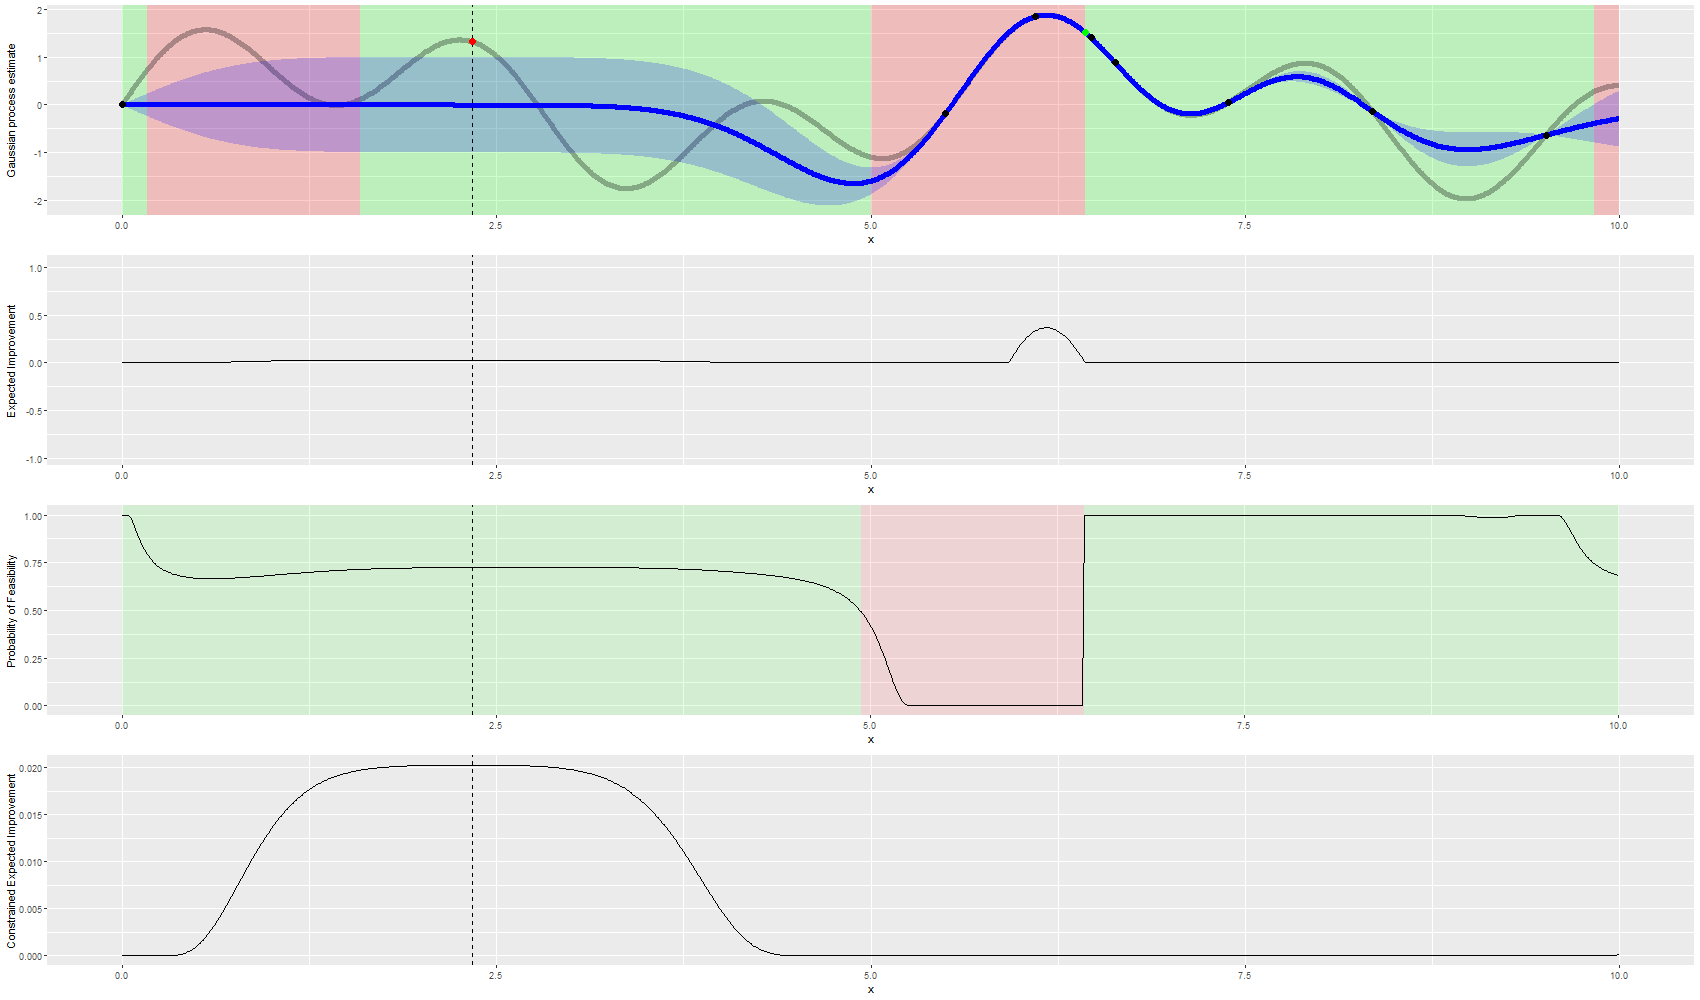 Gaussian process estimate
2
1
0
-1
-2
0.0 2.5 5.0 7.5 10.0
x
Expected Improvement
1.0
0.5
0.0
-0.5
-1.0
0.0 2.5 5.0 7.5 10.0
x
Probability of Feasibility
1.00
0.75
0.50
0.25
0.00
0.0 2.5 5.0 7.5 10.0
x
Constrained Expected Improvement
0.020
0.015
0.010
0.005
0.000
0.0 2.5 5.0 7.5 10.0
x